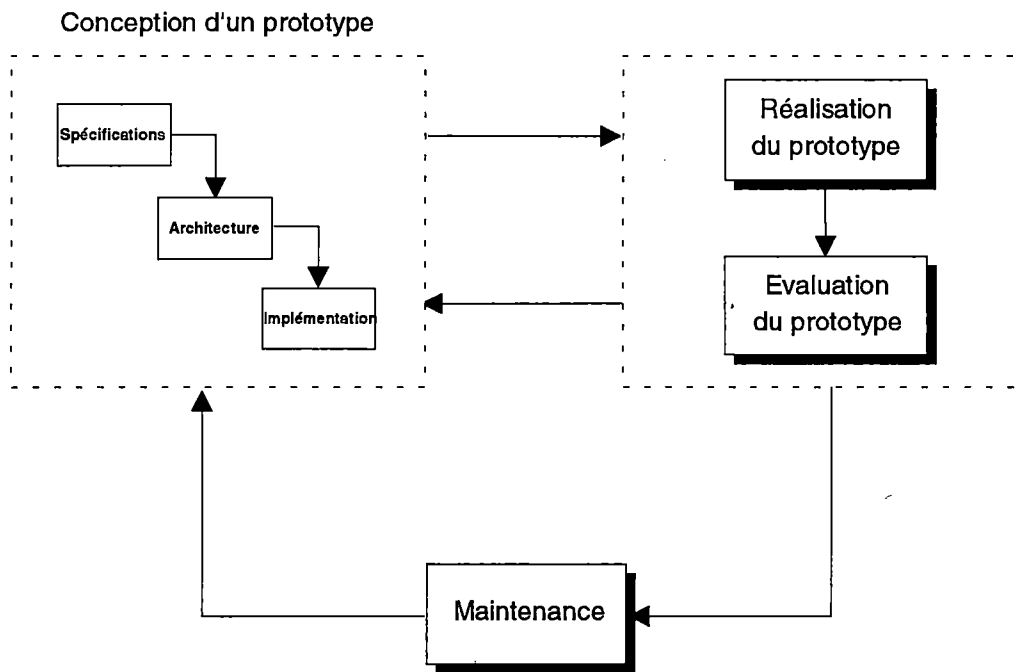 Conception d'un prototype
Spécifications
Architecture
Implémentation
Réalisation
du prototype
Evaluation
du prototype
Maintenance